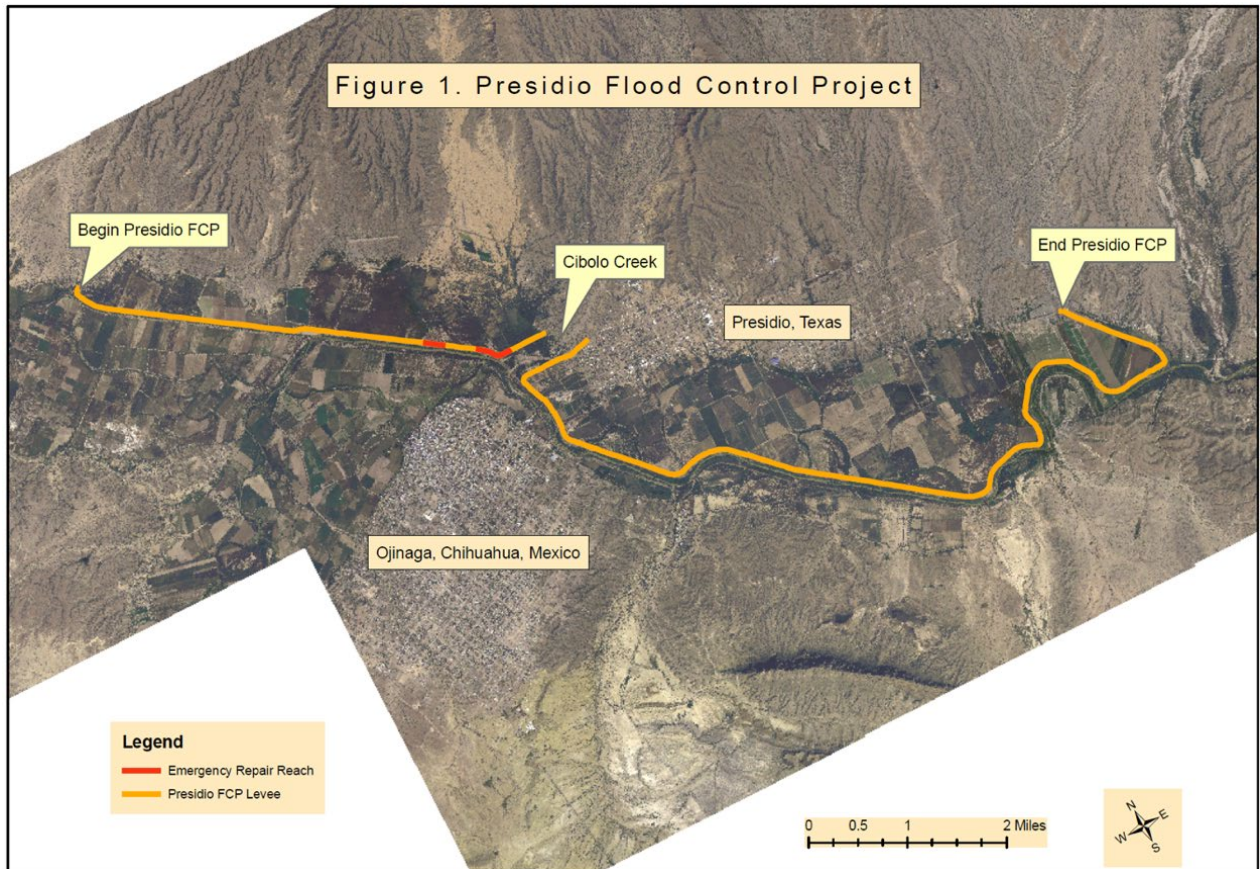 Figure 1. Presidio Flood Control Project
Begin Presidio FCP
Cibolo Creek
End Presidio FCP
Presidio, Texas
Ojinaga, Chihuahua, Mexico
Legend
Emergency Repair Reach
Presidio FCP Levee
0 0.5 1 2 Miles
N
E
W
S